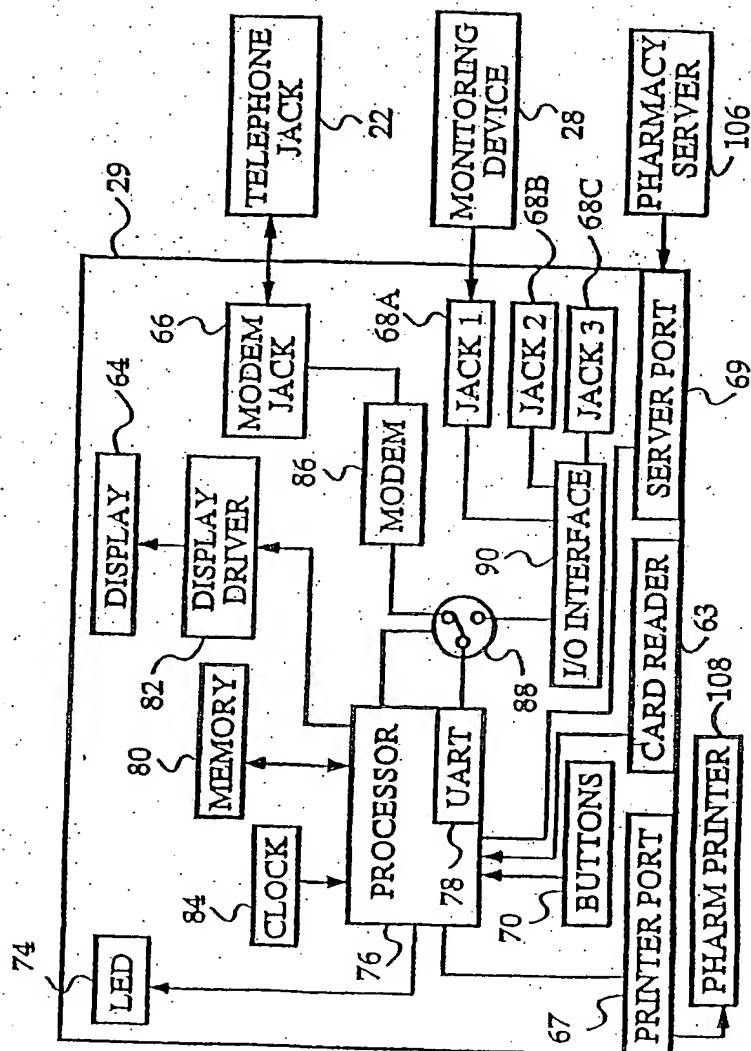 29
TELEPHONE
JACK
22
MONITORING
DEVICE
28
PHARMACY
SERVER
106
66
MODEM
JACK
68A
JACK 1
68B
JACK 2
68C
JACK 3
SERVER PORT
69
64
DISPLAY
DISPLAY
DRIVER
82
86
MODEM
88
90
I/O INTERFACE
CARD READER
63
80
MEMORY
84
CLOCK
PROCESSOR
76
UART
78
70
BUTTONS
74
LED
67
PRINTER PORT
PHARM PRINTER
108